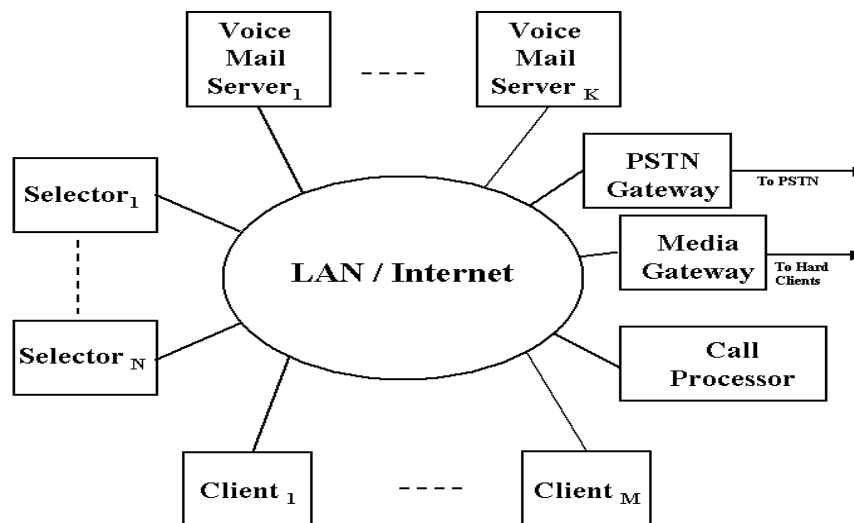 Voice
Mail
Server1
Voice
Mail
Server K
PSTN
Gateway
To PSTN
Selector1
Media
Gateway
To Hard
Clients
LAN / Internet
Selector N
Call
Processor
Client 1
Client M